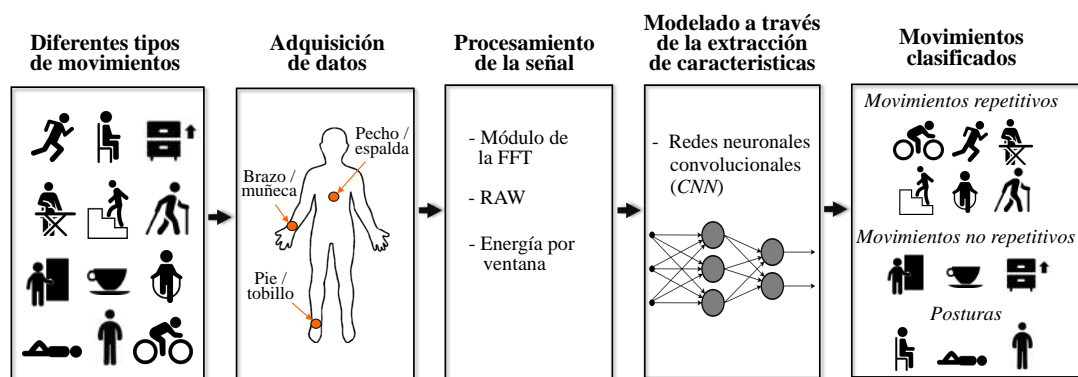 Diferentes tipos
de movimientos
Adquisición
de datos
Pecho /
espalda
Brazo /
muñeca
Pie /
tobillo
Procesamiento
de la señal
- Módulo de
la FFT
- RAW
- Energía por
ventana
Modelado a través
de la extracción
de caracteristicas
- Redes neuronales
convolucionales
(CNN)
Movimientos
clasificados
Movimientos repetitivos
Movimientos no repetitivos
Posturas